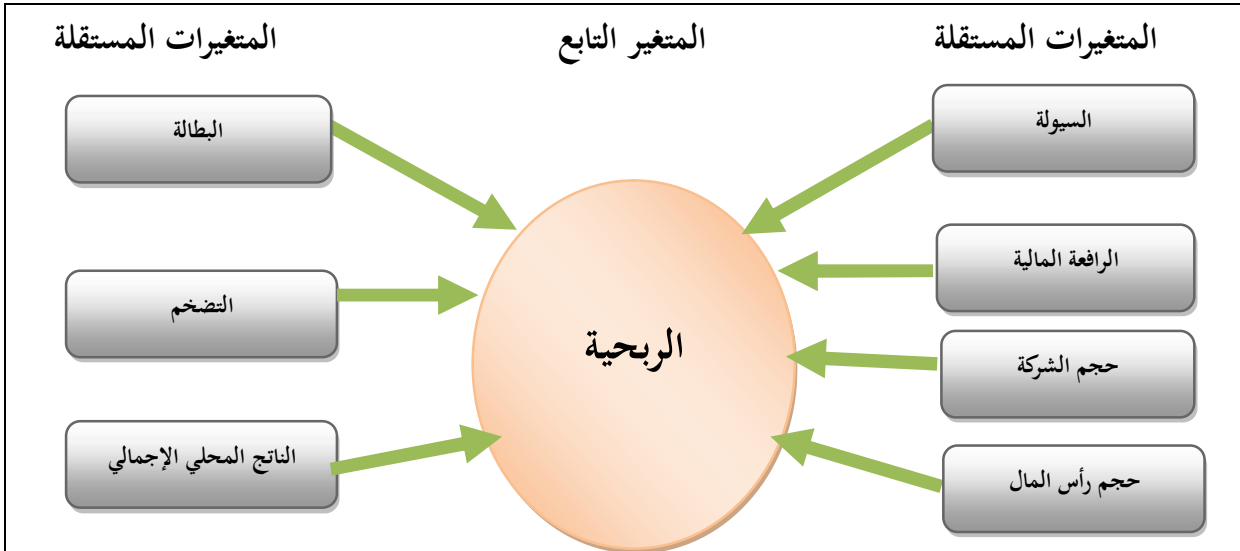 المتغيرات المستقلة
السيولة
الرافعة المالية
حجم الشركة
حجم رأس المال
المتغير التابع
الربحية
المتغيرات المستقلة
البطالة
التضخم
الناتج المحلي الإجمالي